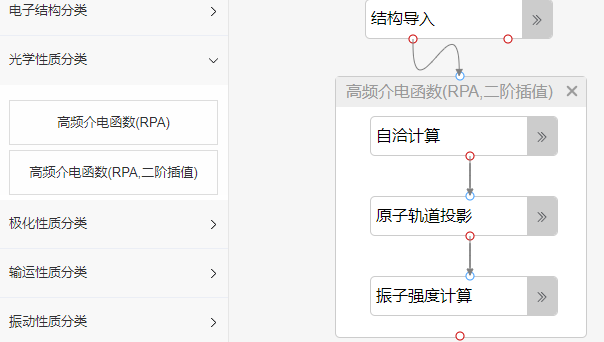 电子结构分类
光学性质分类
高频介电函数(RPA)
高频介电函数(RPA,二阶插值)
极化性质分类
输运性质分类
振动性质分类
结构导入
高频介电函数(RPA,二阶插值)
自洽计算
原子轨道投影
振子强度计算